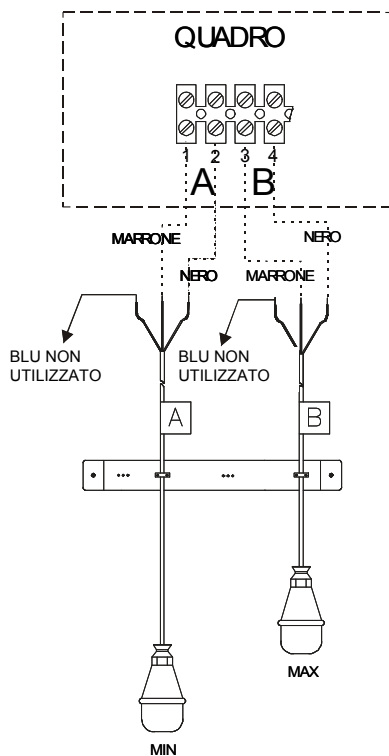 QUADRO
1 2 3 4
A B
MARRONE
NERO
MARRONE
NERO
BLU NON
UTILIZZATO
BLU NON
UTILIZZATO
A
B
MAX
MIN